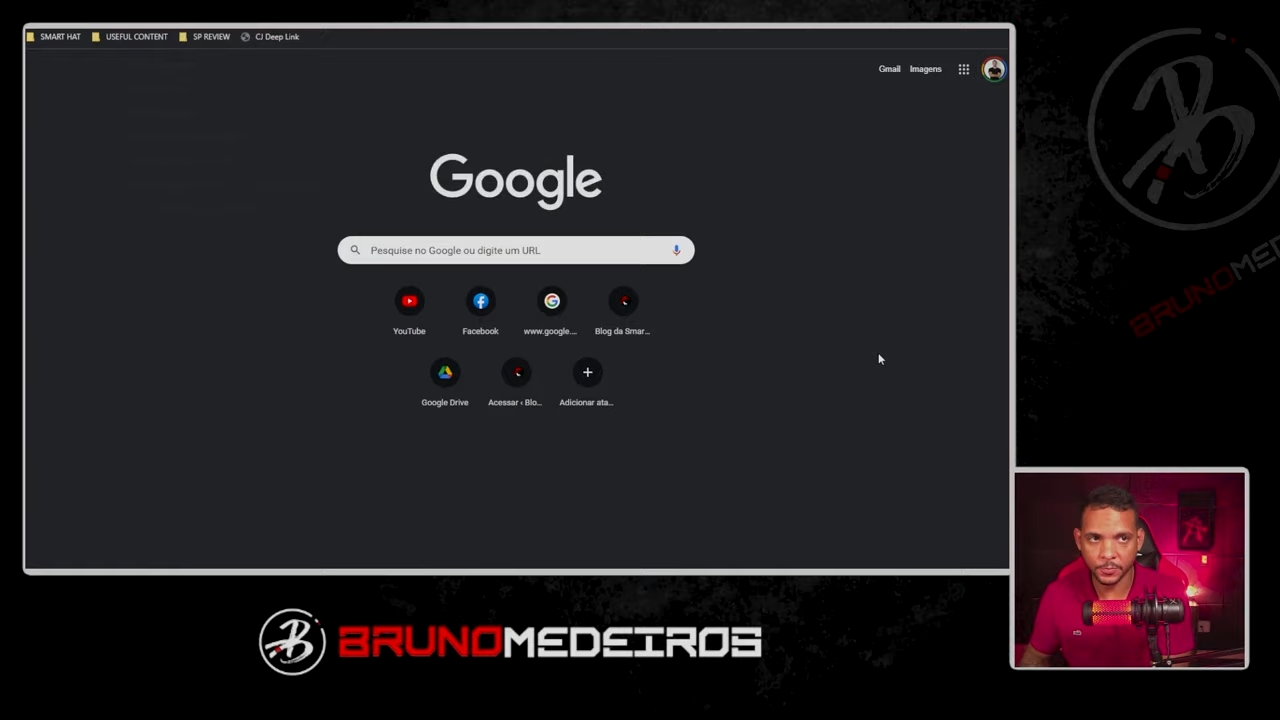 SMART HAT USEFUL CONTENT SP REVIEW CJ Deep Link
Gmail Imagens
Google
Pesquise no Google ou digite um URL
YouTube Facebook www.google.... Blog da Smar...
Google Drive Acessar ‹ Blo... Adicionar ata...
BRUNOMEDEIROS
B
BRUNOMEDEIROS